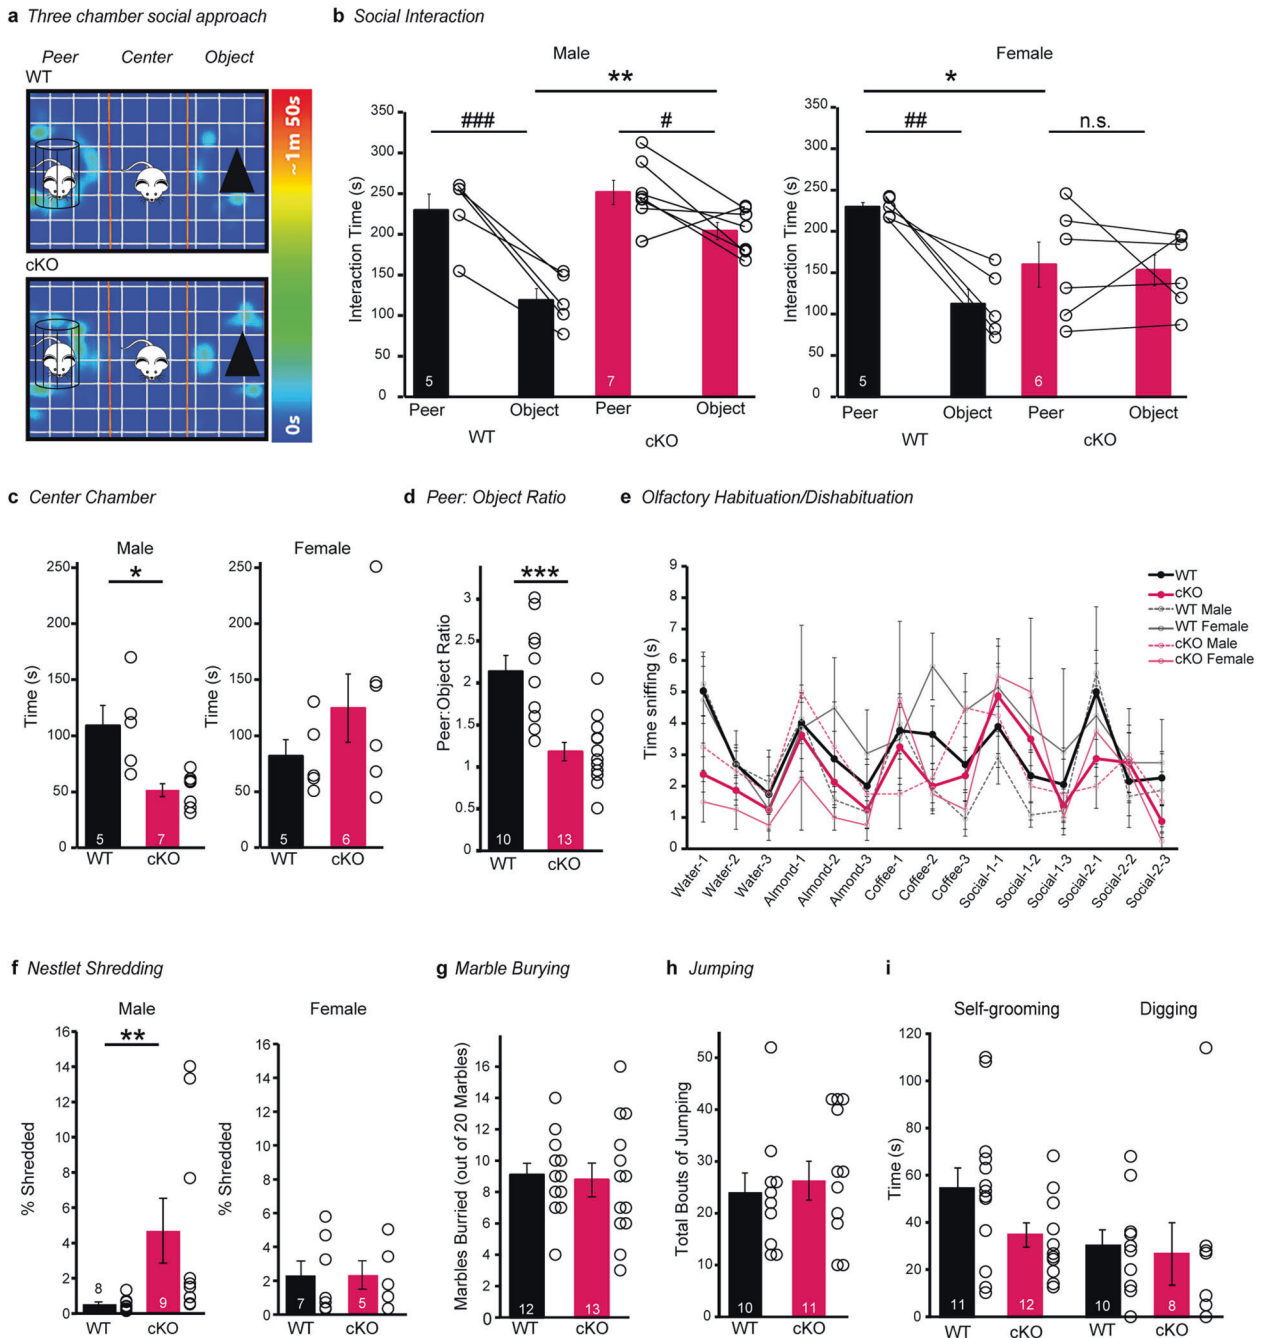 a Three chamber social approach
Peer Center Object
WT
cKO
~1m 50s
0s
b Social Interaction
Male
Female
**
###
#
*
##
n.s.
Interaction Time (s)
350
300
250
200
150
100
50
0
5
7
Peer Object Peer Object
WT cKO
Interaction Time (s)
350
300
250
200
150
100
50
0
5
6
Peer Object Peer Object
WT cKO
c Center Chamber
Male
Female
*
Time (s)
250
200
150
100
50
0
5
7
WT cKO
Time (s)
250
200
150
100
50
0
5
6
WT cKO
d Peer: Object Ratio
***
Peer:Object Ratio
3
2.5
2
1.5
1
0.5
0
10
13
WT cKO
e Olfactory Habituation/Dishabituation
Time sniffing (s)
9
8
7
6
5
4
3
2
1
0
WT
cKO
WT Male
WT Female
cKO Male
cKO Female
Water-1
Water-2
Water-3
Almond-1
Almond-2
Almond-3
Coffee-1
Coffee-2
Coffee-3
Social-1-1
Social-1-2
Social-1-3
Social-2-1
Social-2-2
Social-2-3
f Nestlet Shredding
Male
Female
**
% Shredded
16
14
12
10
8
6
4
2
0
8
9
WT cKO
% Shredded
16
14
12
10
8
6
4
2
0
7
5
WT cKO
g Marble Burying
Marbles Burried (out of 20 Marbles)
16
14
12
10
8
6
4
2
0
12
13
WT cKO
h Jumping
Total Bouts of Jumping
50
40
30
20
10
0
10
11
WT cKO
i
Self-grooming Digging
Time (s)
120
100
80
60
40
20
0
11
12
10
8
WT cKO WT cKO